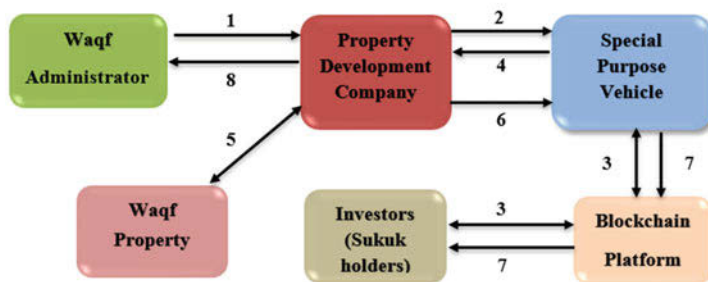 Waqf
Administrator
1
8
Property
Development
Company
2
4
6
Special
Purpose
Vehicle
5
3
7
Waqf
Property
Investors
(Sukuk
holders)
3
7
Blockchain
Platform